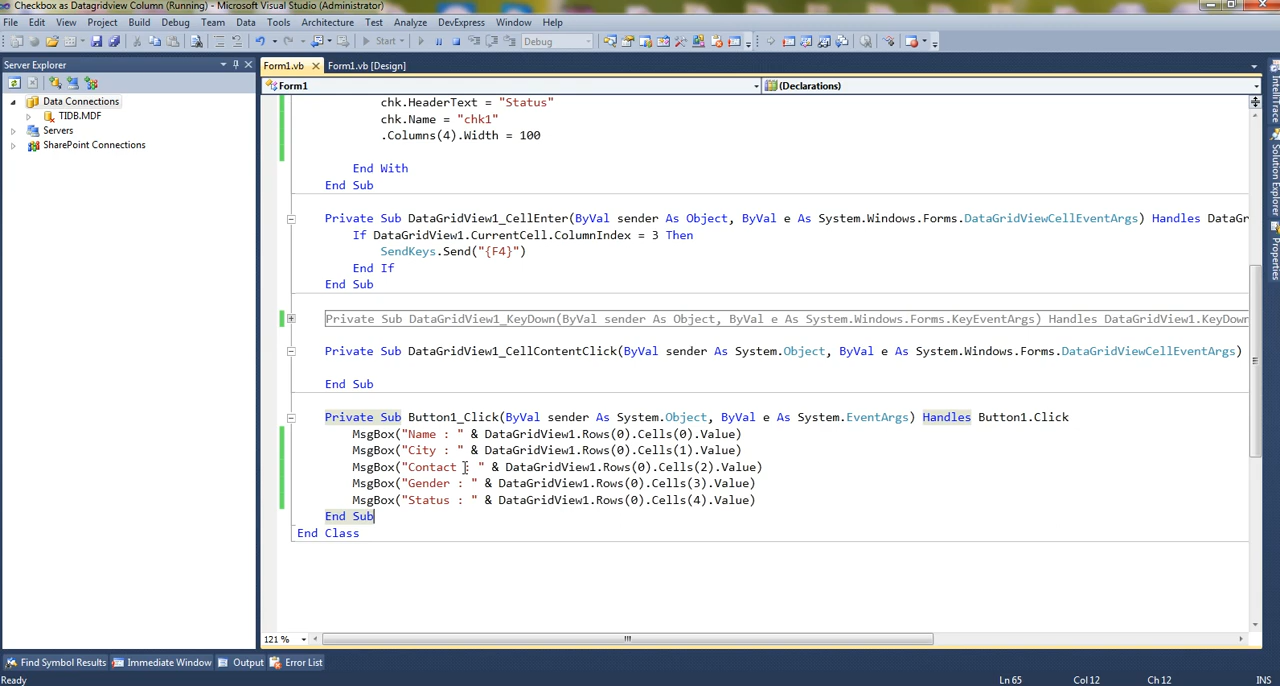 Checkbox as Datagridview Column (Running) - Microsoft Visual Studio (Administrator)
File Edit View Project Build Debug Team Data Tools Architecture Test Analyze DevExpress Window Help
Start Debug
Server Explorer
Form1.vb Form1.vb [Design]
Form1 (Declarations)
Data Connections
TIDB.MDF
Servers
SharePoint Connections
chk.HeaderText = "Status"
chk.Name = "chk1"
.Columns(4).Width = 100
End With
End Sub
Private Sub DataGridView1_CellEnter(ByVal sender As Object, ByVal e As System.Windows.Forms.DataGridViewCellEventArgs) Handles DataGr
If DataGridView1.CurrentCell.ColumnIndex = 3 Then
SendKeys.Send("{F4}")
End If
End Sub
Private Sub DataGridView1_KeyDown(ByVal sender As Object, ByVal e As System.Windows.Forms.KeyEventArgs) Handles DataGridView1.KeyDown
Private Sub DataGridView1_CellContentClick(ByVal sender As System.Object, ByVal e As System.Windows.Forms.DataGridViewCellEventArgs)
End Sub
Private Sub Button1_Click(ByVal sender As System.Object, ByVal e As System.EventArgs) Handles Button1.Click
MsgBox("Name : " & DataGridView1.Rows(0).Cells(0).Value)
MsgBox("City : " & DataGridView1.Rows(0).Cells(1).Value)
MsgBox("Contact : " & DataGridView1.Rows(0).Cells(2).Value)
MsgBox("Gender : " & DataGridView1.Rows(0).Cells(3).Value)
MsgBox("Status : " & DataGridView1.Rows(0).Cells(4).Value)
End Sub
End Class
IntelliTrace
Solution Explorer
Properties
121 %
Find Symbol Results Immediate Window Output Error List
Ready Ln 65 Col 12 Ch 12 INS